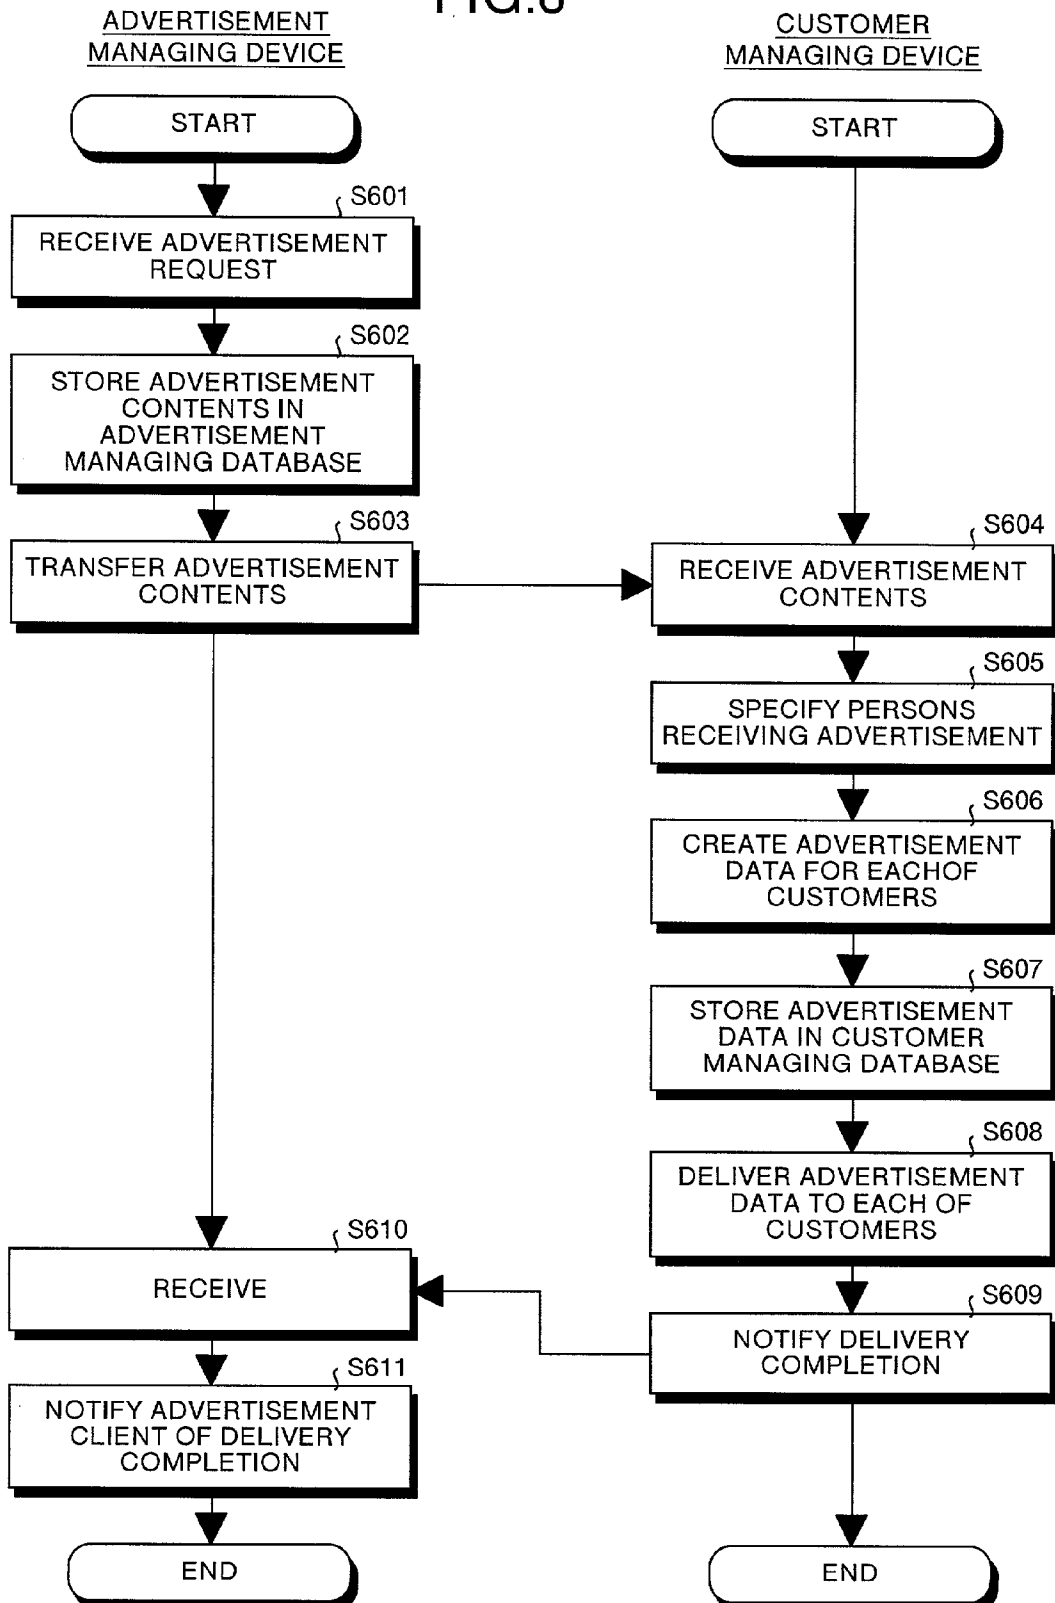 ADVERTISEMENT
MANAGING DEVICE
START
S601
RECEIVE ADVERTISEMENT
REQUEST
S602
STORE ADVERTISEMENT
CONTENTS IN
ADVERTISEMENT
MANAGING DATABASE
S603
TRANSFER ADVERTISEMENT
CONTENTS
S610
RECEIVE
S611
NOTIFY ADVERTISEMENT
CLIENT OF DELIVERY
COMPLETION
END
CUSTOMER
MANAGING DEVICE
START
S604
RECEIVE ADVERTISEMENT
CONTENTS
S605
SPECIFY PERSONS
RECEIVING ADVERTISEMENT
S606
CREATE ADVERTISEMENT
DATA FOR EACHOF
CUSTOMERS
S607
STORE ADVERTISEMENT
DATA IN CUSTOMER
MANAGING DATABASE
S608
DELIVER ADVERTISEMENT
DATA TO EACH OF
CUSTOMERS
S609
NOTIFY DELIVERY
COMPLETION
END